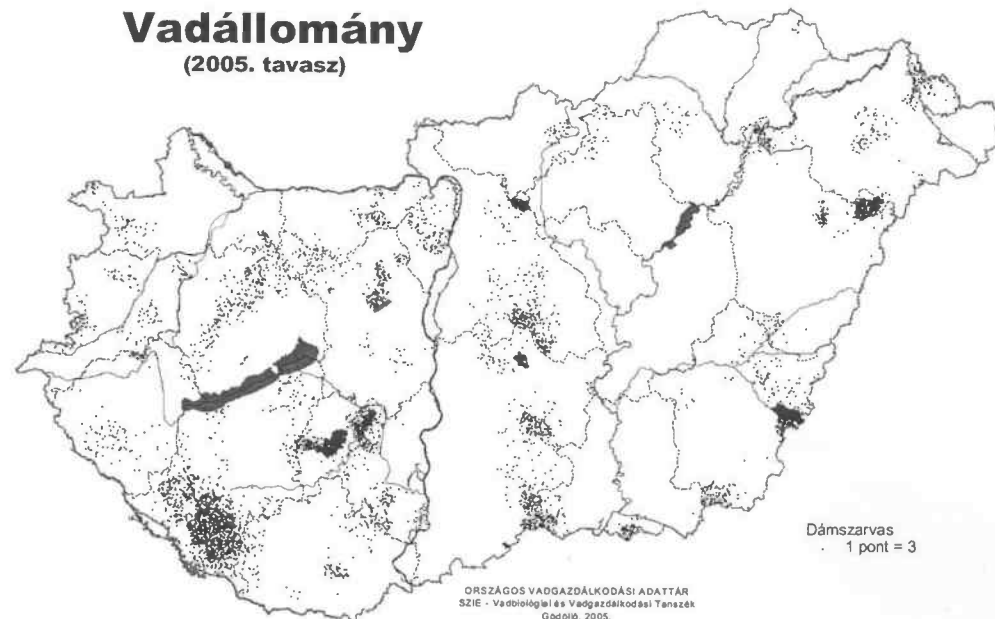 Vadállomány
(2005. tavasz)
Dámszarvas
. 1 pont = 3
ORSZÁGOS VADGAZDÁLKODÁSI ADATTÁR
SZIE - Vadbiológiai és Vadgazdálkodási Tanszék
Gödöllő, 2005.